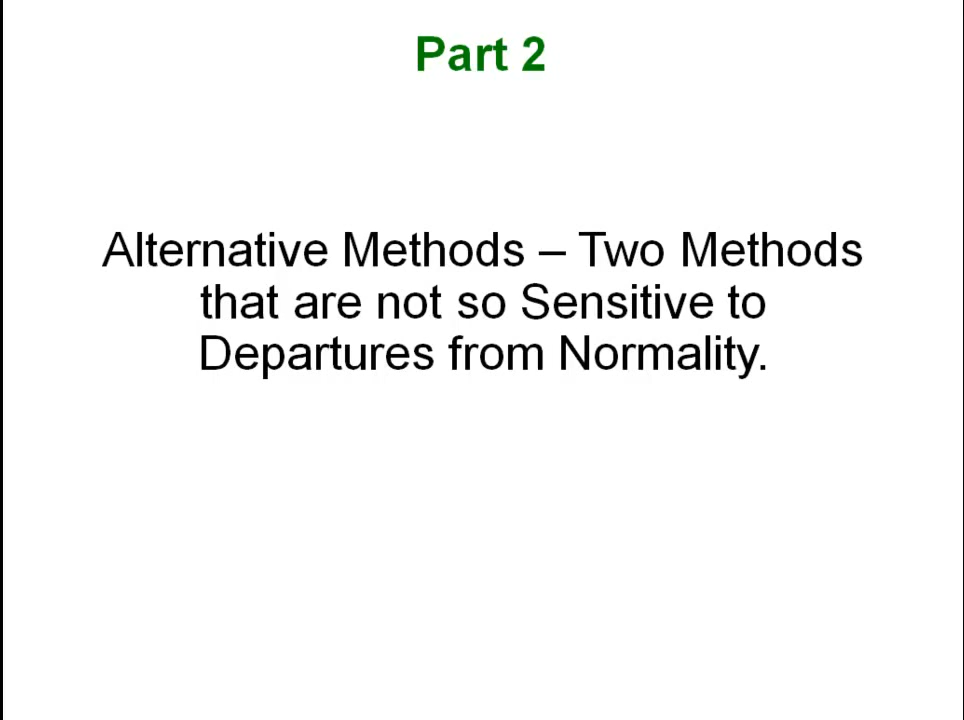 Part 2
Alternative Methods – Two Methods
that are not so Sensitive to
Departures from Normality.